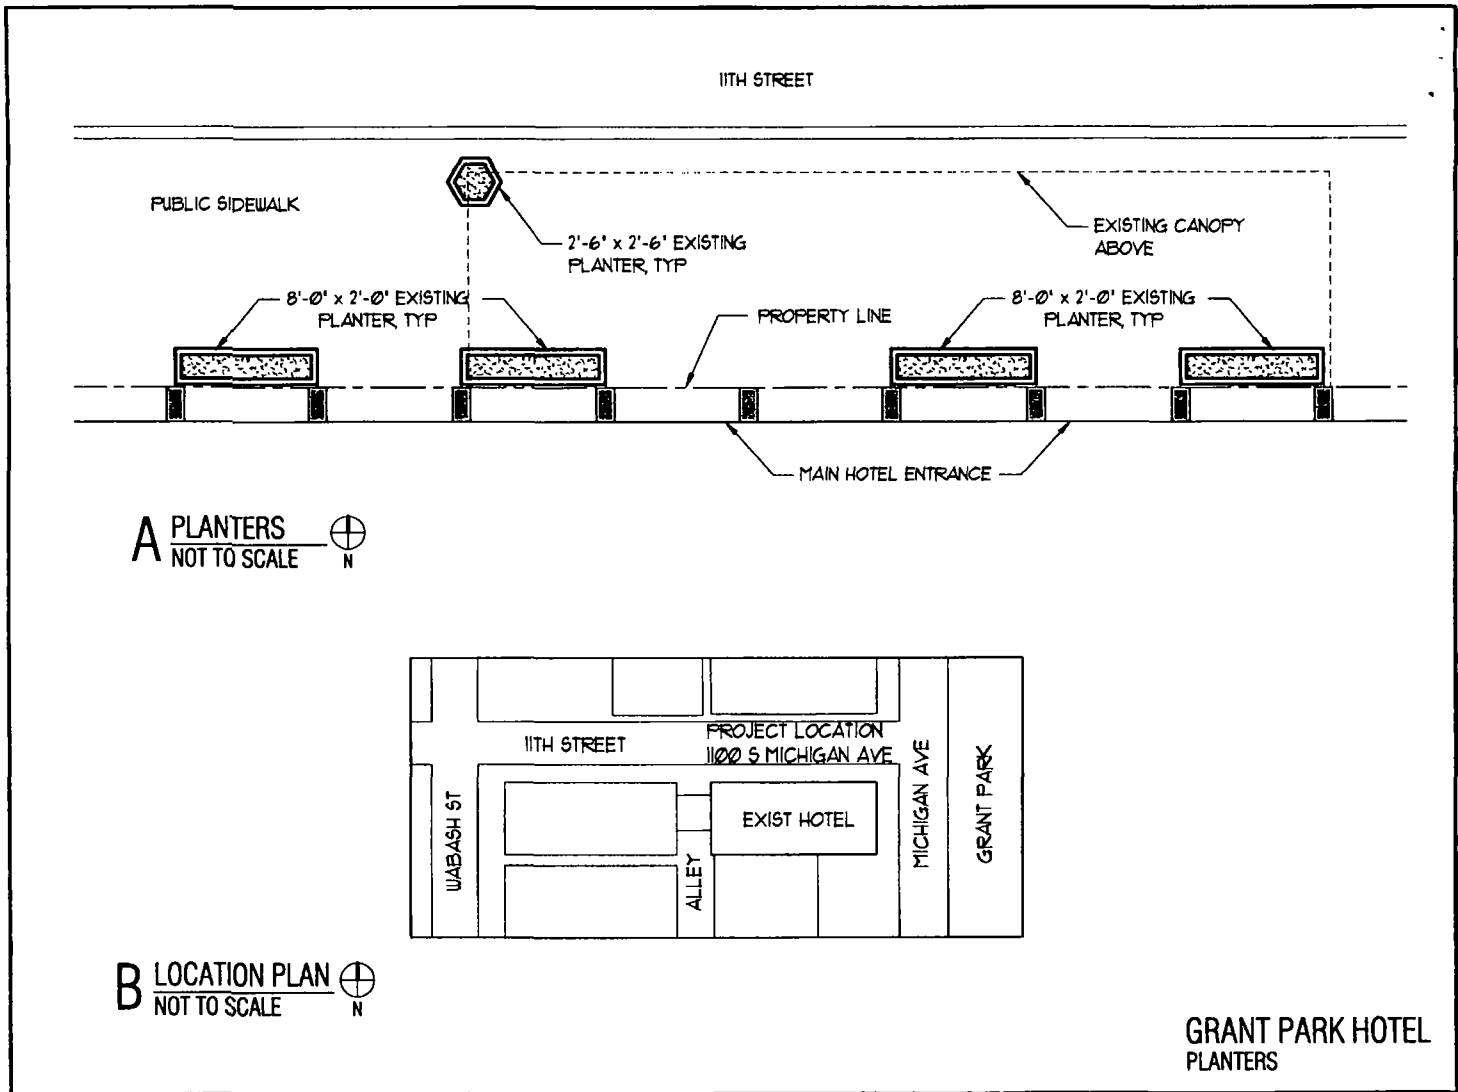 11TH STREET
PUBLIC SIDEWALK
EXISTING CANOPY
ABOVE
2'-6" x 2'-6" EXISTING
PLANTER, TYP
8'-0" x 2'-0" EXISTING
PLANTER, TYP
8'-0" x 2'-0" EXISTING
PLANTER, TYP
PROPERTY LINE
MAIN HOTEL ENTRANCE
A PLANTERS
NOT TO SCALE
N
11TH STREET
PROJECT LOCATION
1100 S MICHIGAN AVE
WABASH ST
EXIST HOTEL
ALLEY
MICHIGAN AVE
GRANT PARK
B LOCATION PLAN
NOT TO SCALE
N
GRANT PARK HOTEL
PLANTERS